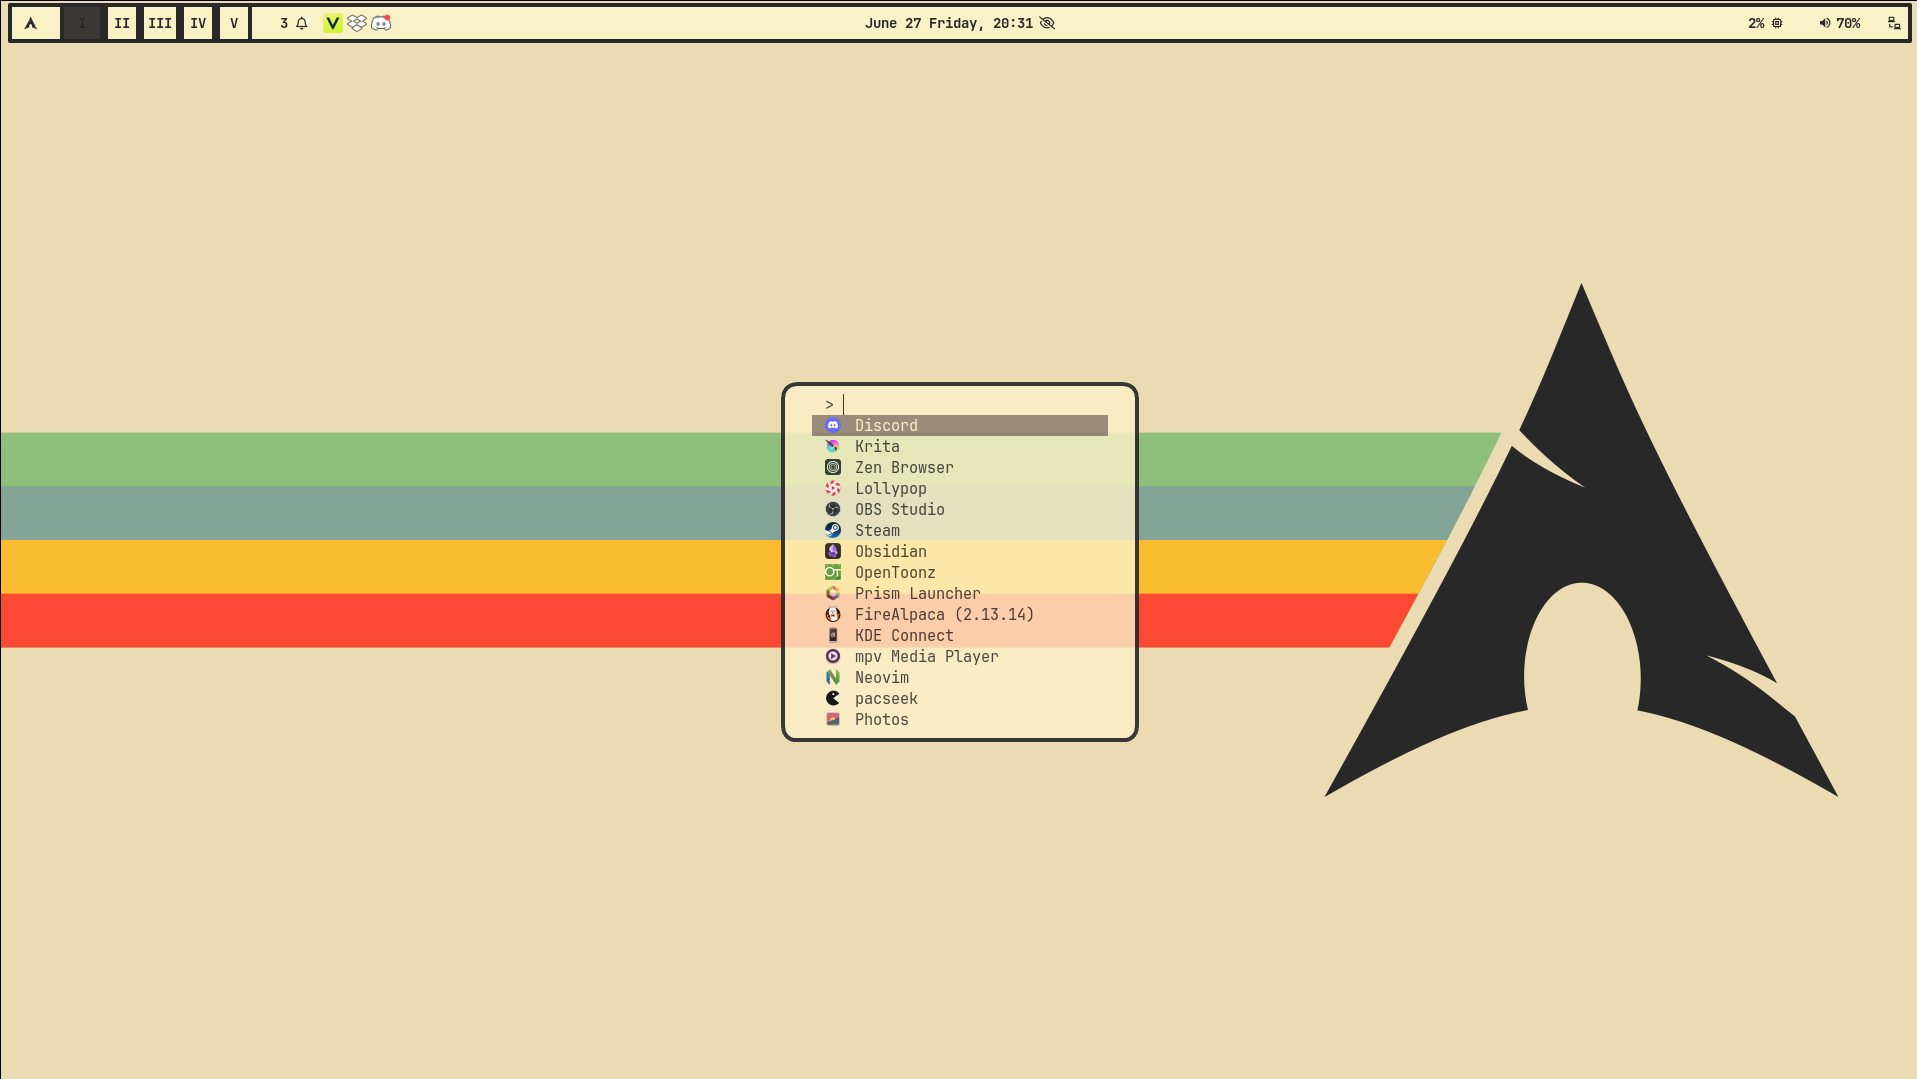 I II III IV V 3 June 27 Friday, 20:31 2% 70%
>
Discord
Krita
Zen Browser
Lollypop
OBS Studio
Steam
Obsidian
OpenToonz
Prism Launcher
FireAlpaca (2.13.14)
KDE Connect
mpv Media Player
Neovim
pacseek
Photos